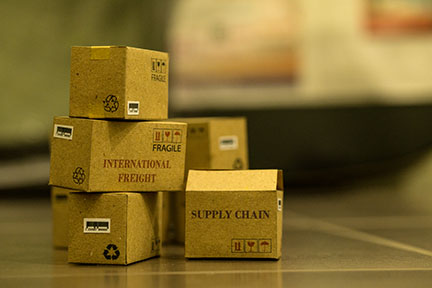 FRAGILE
FRAGILE
INTERNATIONAL
FREIGHT
SUPPLY CHAIN